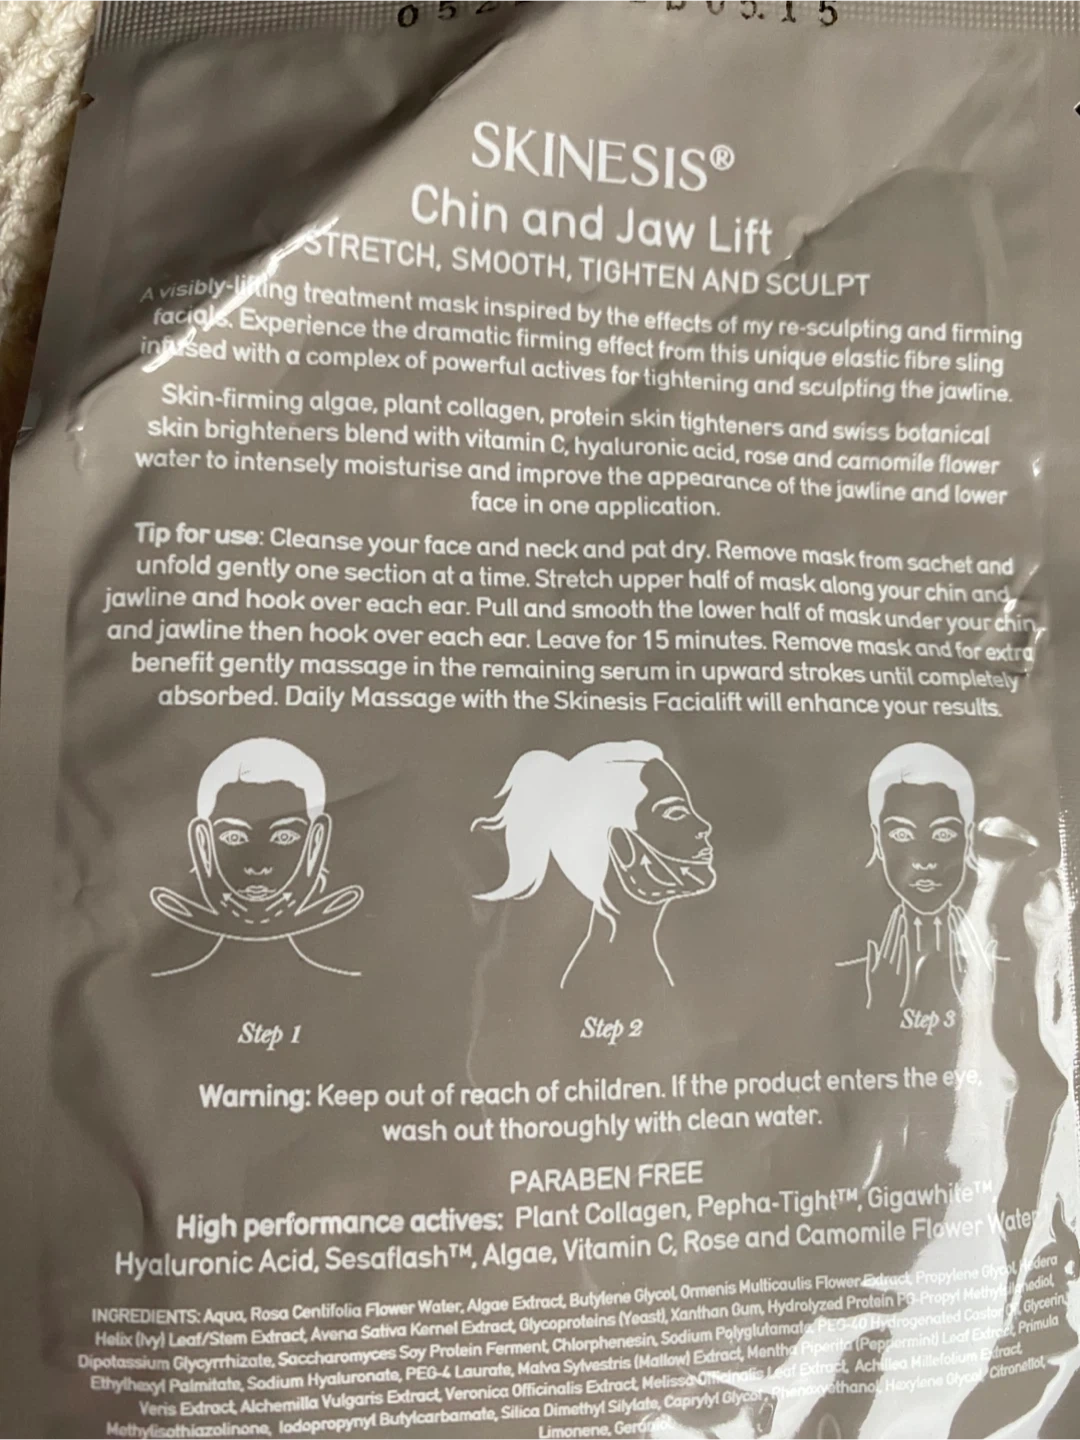 SKINESIS®
Chin and Jaw Lift
STRETCH, SMOOTH, TIGHTEN AND SCULPT
A visibly-lifting treatment mask inspired by the effects of my re-sculpting and firming
facials. Experience the dramatic firming effect from this unique elastic fibre sling
infused with a complex of powerful actives for tightening and sculpting the jawline.
Skin-firming algae, plant collagen, protein skin tighteners and swiss botanical
skin brighteners blend with vitamin C, hyaluronic acid, rose and camomile flower
water to intensely moisturise and improve the appearance of the jawline and lower
face in one application.
Tip for use: Cleanse your face and neck and pat dry. Remove mask from sachet and
unfold gently one section at a time. Stretch upper half of mask along your chin and
jawline and hook over each ear. Pull and smooth the lower half of mask under your chin
and jawline then hook over each ear. Leave for 15 minutes. Remove mask and for extra
benefit gently massage in the remaining serum in upward strokes until completely
absorbed. Daily Massage with the Skinesis Facialift will enhance your results.
Step 1
Step 2
Step 3
Warning: Keep out of reach of children. If the product enters the eye,
wash out thoroughly with clean water.
PARABEN FREE
High performance actives: Plant Collagen, Pepha-Tight™, Gigawhite™,
Hyaluronic Acid, Sesaflash™, Algae, Vitamin C, Rose and Camomile Flower Water
INGREDIENTS: Aqua, Rosa Centifolia Flower Water, Algae Extract, Butylene Glycol, Ormenis Multicaulis Flower Extract, Propylene Glycol, Hedera
Helix (Ivy) Leaf/Stem Extract, Avena Sativa Kernel Extract, Glycoproteins (Yeast), Xanthan Gum, Hydrolyzed Protein PG-Propyl Methylsilanediol,
Dipotassium Glycyrrhizate, Saccharomyces Soy Protein Ferment, Chlorphenesin, Sodium Polyglutamate, PEG-40 Hydrogenated Castor Oil, Glycerin,
Ethylhexyl Palmitate, Sodium Hyaluronate, PEG-4 Laurate, Malva Sylvestris (Mallow) Extract, Mentha Piperita (Peppermint) Leaf Extract, Primula
Veris Extract, Alchemilla Vulgaris Extract, Veronica Officinalis Extract, Melissa Officinalis Leaf Extract, Achillea Millefolium Extract,
Methylisothiazolinone, Iodopropynyl Butylcarbamate, Silica Dimethyl Silylate, Caprylyl Glycol, Phenoxyethanol, Hexylene Glycol, Citronellol,
Limonene, Geraniol